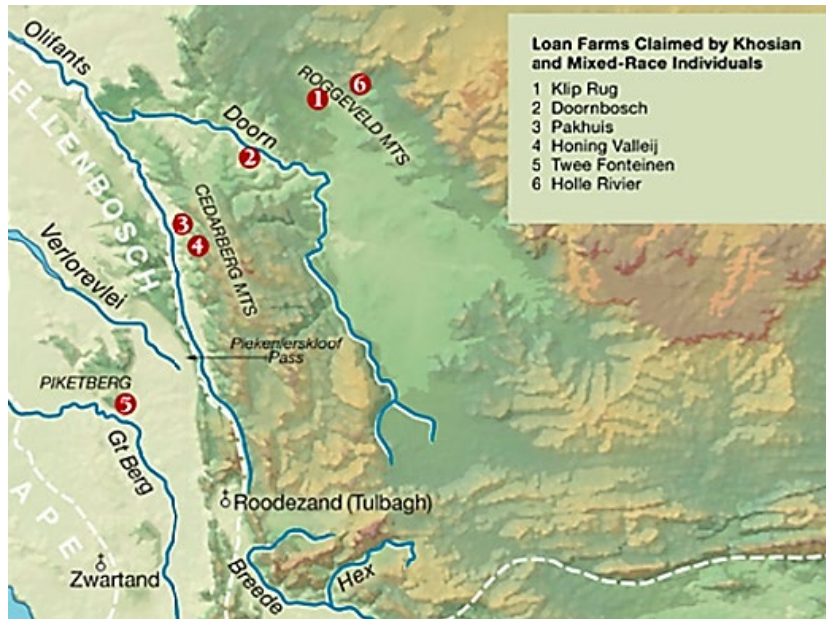 Loan Farms Claimed by Khosian
and Mixed-Race Individuals
1 Klip Rug
2 Doornbosch
3 Pakhuis
4 Honing Valleij
5 Twee Fonteinen
6 Holle Rivier
Olifants
ELLENBOSCH
Doorn
ROGGEVELD MTS
1
6
2
3
4
CEDARBERG MTS
Verlorevlei
Piekenierskloof
Pass
PIKETBERG
5
Gt Berg
APE
Roodezand (Tulbagh)
Zwartand
Breede
Hex